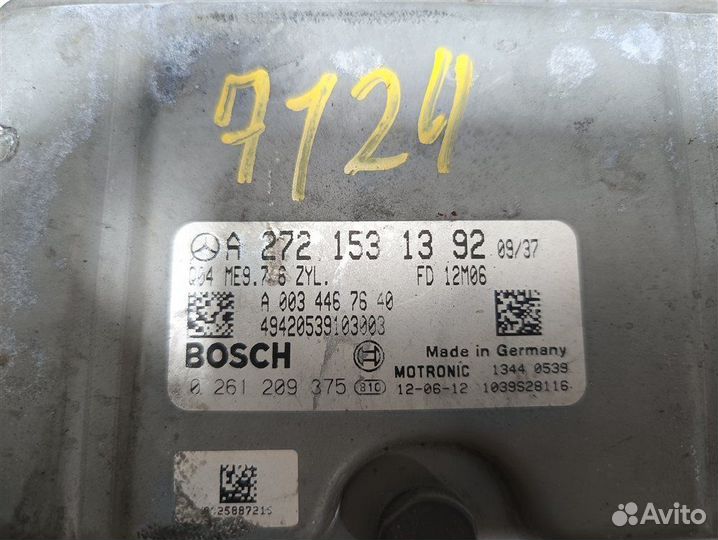 7124
A 272 153 13 92 09/37
Q04 ME9.7 6 ZYL. FD 12M06
A 003 446 76 40
49420539103003
BOSCH
Made in Germany
MOTRONIC 1344 0539
0 261 209 375 810 12-06-12 1039S28116
Avito